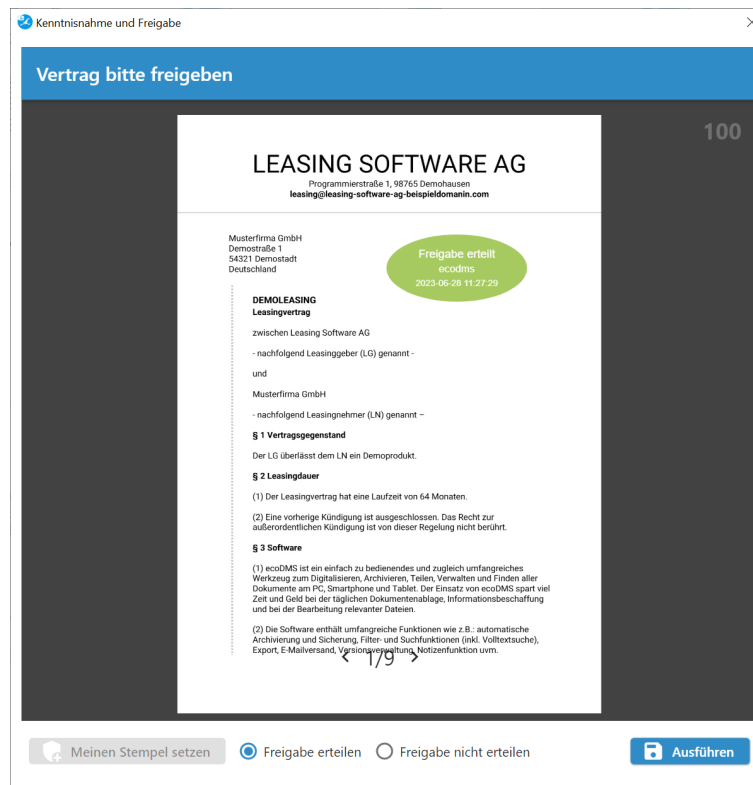 Kenntnisnahme und Freigabe
Vertrag bitte freigeben
100
LEASING SOFTWARE AG
Programmierstraße 1, 98765 Demohausen
leasing@leasing-software-ag-beispieldomanin.com
Musterfirma GmbH
Demostraße 1
54321 Demostadt
Deutschland
Freigabe erteilt
ecodms
2023-06-28 11:27:29
DEMOLEASING
Leasingvertrag
zwischen Leasing Software AG
- nachfolgend Leasinggeber (LG) genannt -
und
Musterfirma GmbH
- nachfolgend Leasingnehmer (LN) genannt –
§ 1 Vertragsgegenstand
Der LG überlässt dem LN ein Demoprodukt.
§ 2 Leasingdauer
(1) Der Leasingvertrag hat eine Laufzeit von 64 Monaten.
(2) Eine vorherige Kündigung ist ausgeschlossen. Das Recht zur
außerordentlichen Kündigung ist von dieser Regelung nicht berührt.
§ 3 Software
(1) ecoDMS ist ein einfach zu bedienendes und zugleich umfangreiches
Werkzeug zum Digitalisieren, Archivieren, Teilen, Verwalten und Finden aller
Dokumente am PC, Smartphone und Tablet. Der Einsatz von ecoDMS spart viel
Zeit und Geld bei der täglichen Dokumentenablage, Informationsbeschaffung
und bei der Bearbeitung relevanter Dateien.
(2) Die Software enthält umfangreiche Funktionen wie z.B.: automatische
Archivierung und Sicherung, Filter- und Suchfunktionen (inkl. Volltextsuche),
Export, E-Mailversand, Versionsverwaltung, Notizenfunktion uvm.
< 1/9 >
Meinen Stempel setzen
Freigabe erteilen
Freigabe nicht erteilen
Ausführen